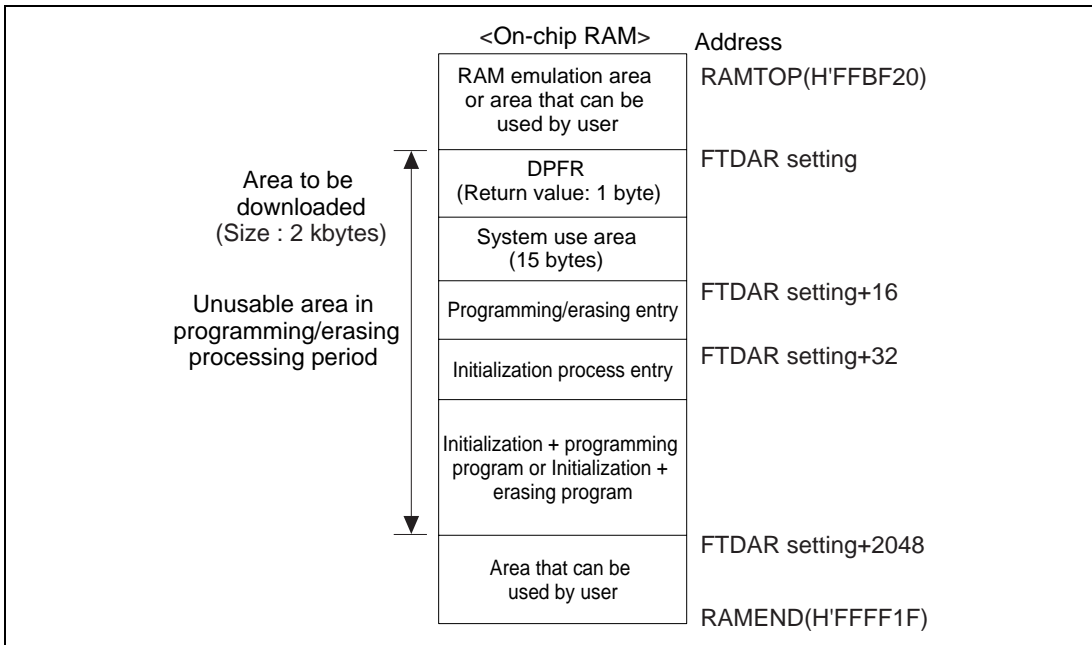 <On-chip RAM>
Address
RAM emulation area
or area that can be
used by user
RAMTOP(H'FFBF20)
FTDAR setting
Area to be
downloaded
(Size : 2 kbytes)
Unusable area in
programming/erasing
processing period
DPFR
(Return value: 1 byte)
System use area
(15 bytes)
FTDAR setting+16
Programming/erasing entry
FTDAR setting+32
Initialization process entry
Initialization + programming
program or Initialization +
erasing program
FTDAR setting+2048
Area that can be
used by user
RAMEND(H'FFFF1F)